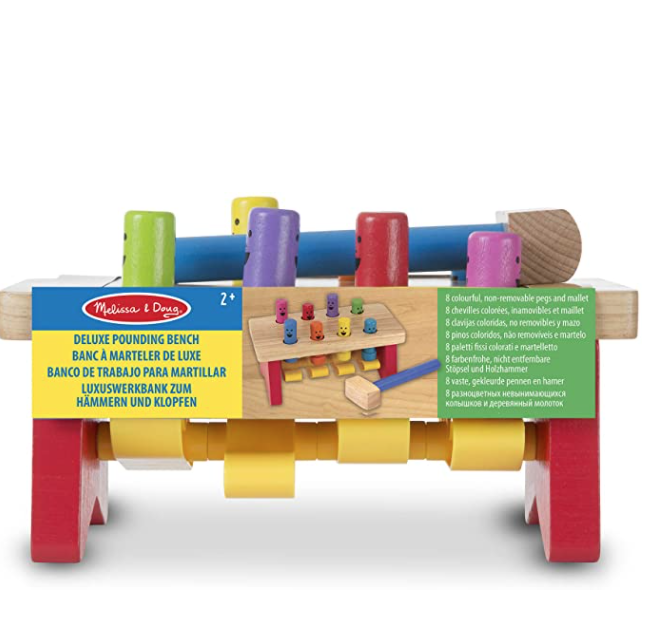 Melissa & Doug
2+
DELUXE POUNDING BENCH
BANC À MARTELER DE LUXE
BANCO DE TRABAJO PARA MARTILLAR
LUXUSWERKBANK ZUM
HÄMMERN UND KLOPFEN
8 colourful, non-removable pegs and mallet
8 chevilles colorées, inamovibles et maillet
8 clavijas coloridas, no removibles y mazo
8 pinos coloridos, não removíveis e martelo
8 paletti fissi colorati e martelletto
8 farbenfrohe, nicht entfernbare
Stöpsel und Holzhammer
8 vaste, gekleurde pennen en hamer
8 разноцветных невынимающихся
колышков и деревянный молоток